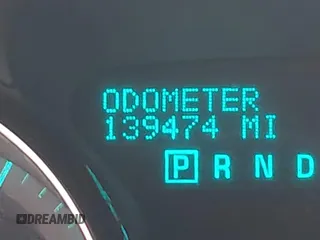 ODOMETER
139474 MI
P R N D
DREAMBID